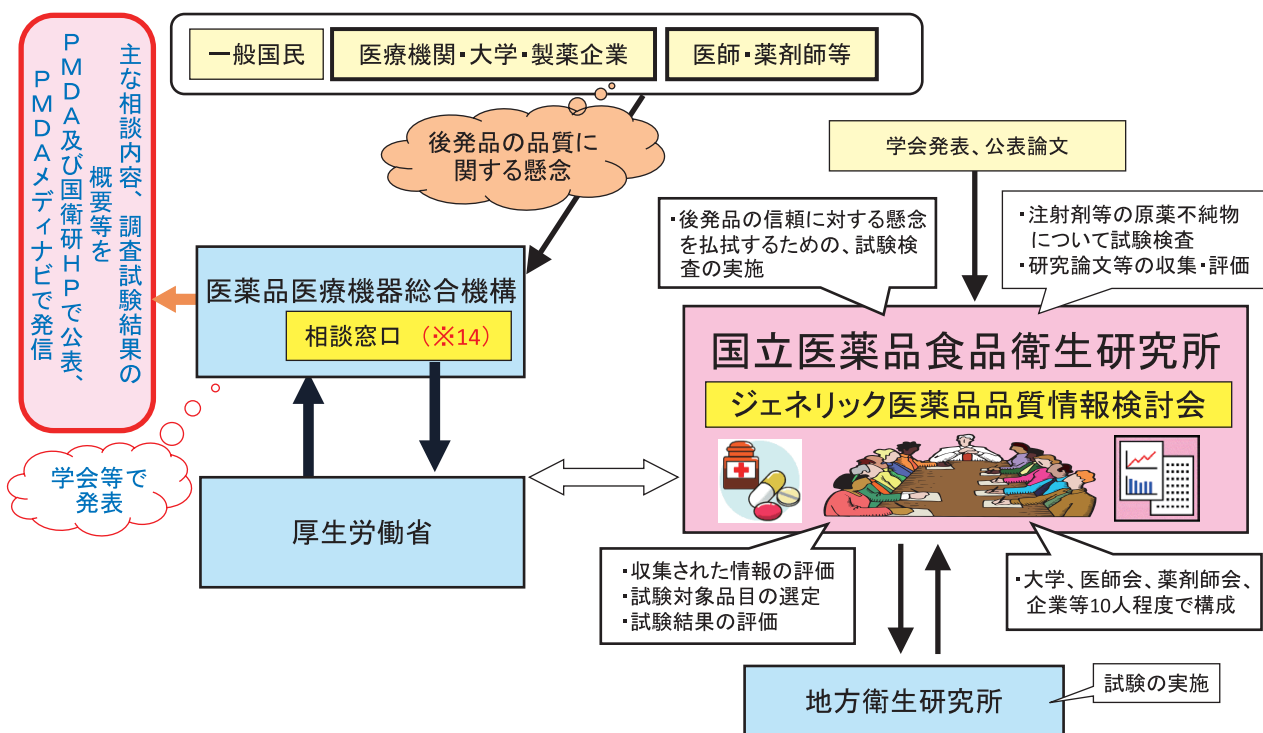 主な相談内容、調査試験結果の
概要等を
PMDA及び国衛研HPで公表、
PMDAメディナビで発信
一般国民
医療機関・大学・製薬企業
医師・薬剤師等
後発品の品質に
関する懸念
学会発表、公表論文
・後発品の信頼に対する懸念
を払拭するための、試験検
査の実施
・注射剤等の原薬不純物
について試験検査
・研究論文等の収集・評価
医薬品医療機器総合機構
相談窓口（※14）
国立医薬品食品衛生研究所
ジェネリック医薬品品質情報検討会
学会等で
発表
厚生労働省
・収集された情報の評価
・試験対象品目の選定
・試験結果の評価
・大学、医師会、薬剤師会、
企業等10人程度で構成
地方衛生研究所
試験の実施